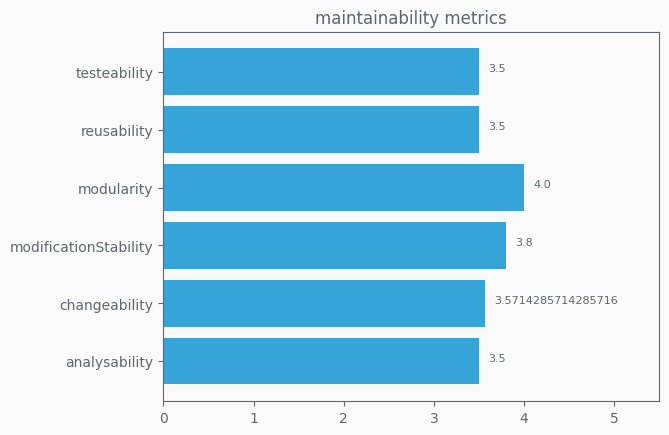 maintainability metrics
testeability 3.5
reusability 3.5
modularity 4.0
modificationStability 3.8
changeability 3.5714285714285716
analysability 3.5
0 1 2 3 4 5